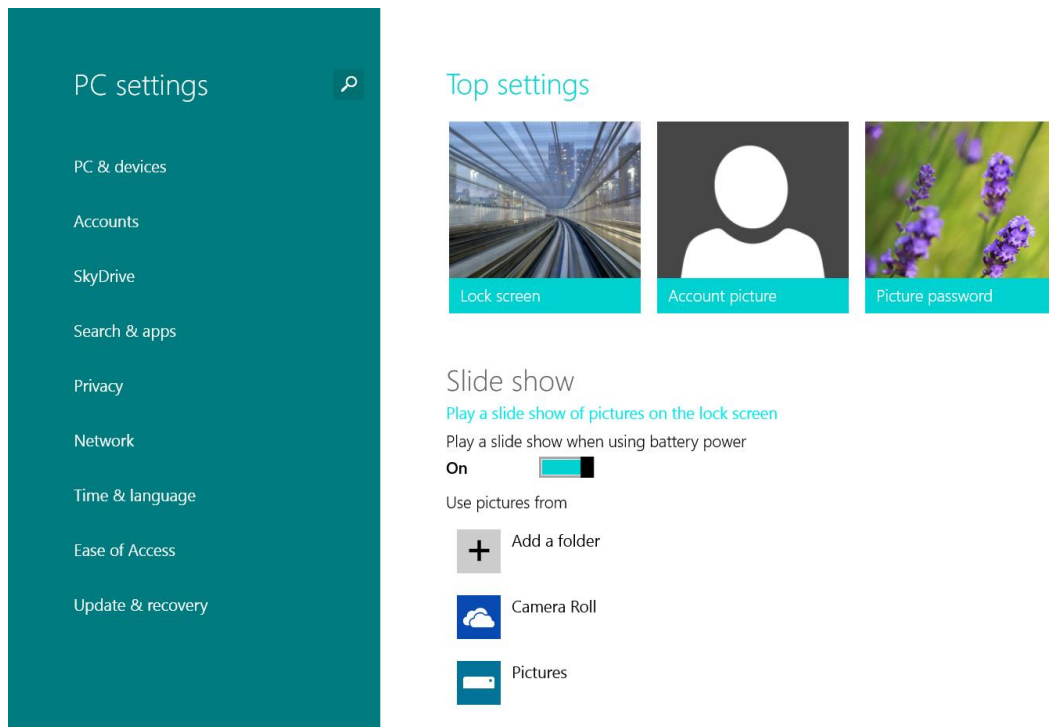 PC settings
PC & devices
Accounts
SkyDrive
Search & apps
Privacy
Network
Time & language
Ease of Access
Update & recovery
Top settings
Lock screen
Account picture
Picture password
Slide show
Play a slide show of pictures on the lock screen
Play a slide show when using battery power
On
Use pictures from
Add a folder
Camera Roll
Pictures